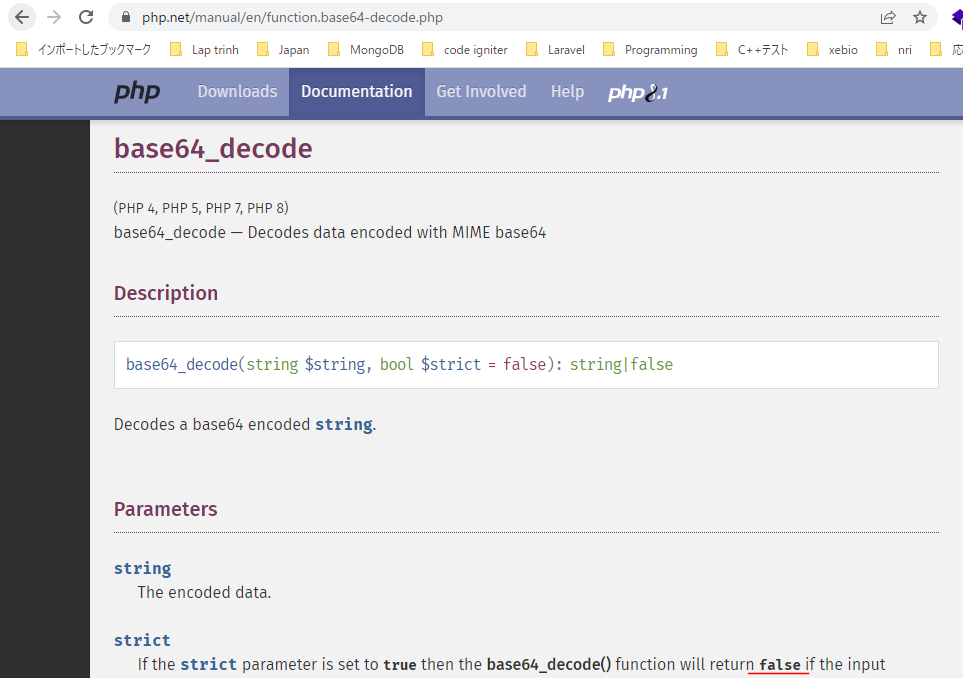 php.net/manual/en/function.base64-decode.php
インポートしたブックマーク Lap trinh Japan MongoDB code igniter Laravel Programming C++テスト xebio nri 応
php Downloads Documentation Get Involved Help php8.1
base64_decode
(PHP 4, PHP 5, PHP 7, PHP 8)
base64_decode — Decodes data encoded with MIME base64
Description
base64_decode(string $string, bool $strict = false): string|false
Decodes a base64 encoded string.
Parameters
string
The encoded data.
strict
If the strict parameter is set to true then the base64_decode() function will return false if the input